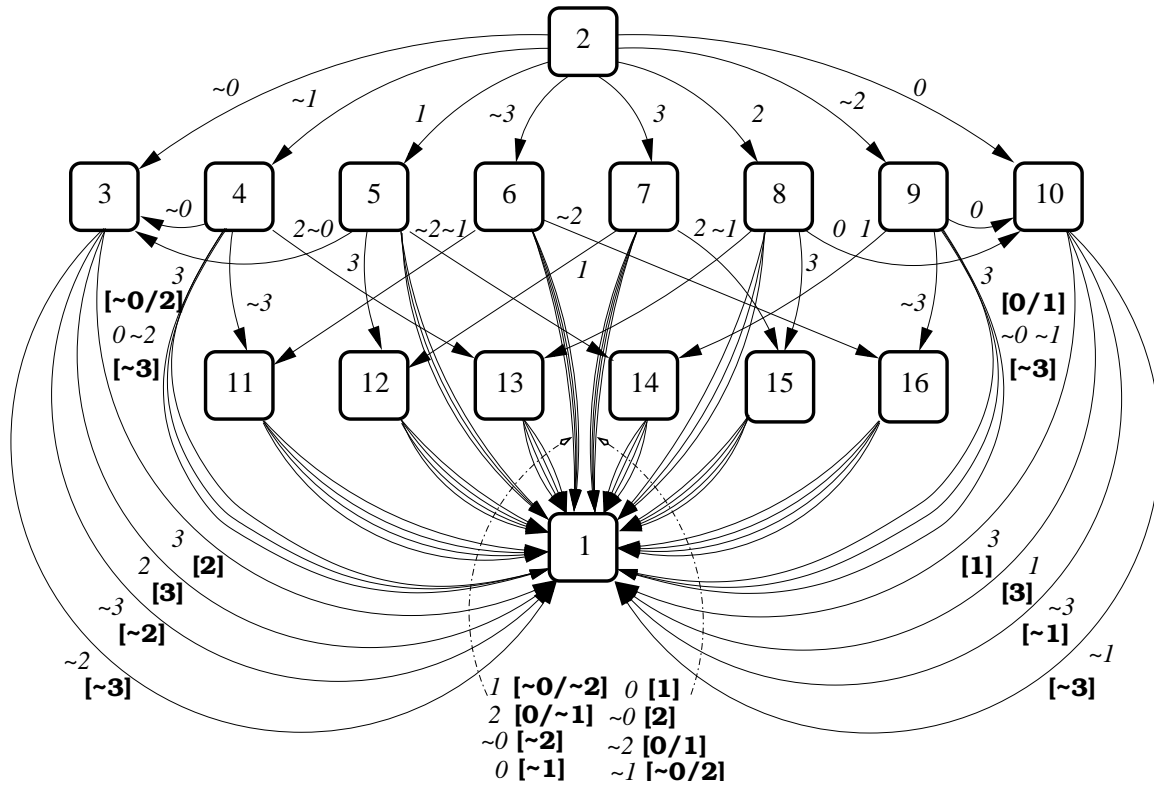 2
~0 ~1 1 ~3 3 2 ~2 0
3 4 5 6 7 8 9 10
~0 2~0 ~2~1 ~2 2 ~1 0 1 0
3 3 1 3 3
[~0/2] ~3 ~3 [0/1]
0 ~2 ~0 ~1
[~3] [~3]
11 12 13 14 15 16
1
3 [2] [1] 3
2 [3] [3] 1
~3 [~2] [~1] ~3
~2 [~3] [~3] ~1
1 [~0/~2] 0 [1]
2 [0/~1] ~0 [2]
~0 [~2] ~2 [0/1]
0 [~1] ~1 [~0/2]